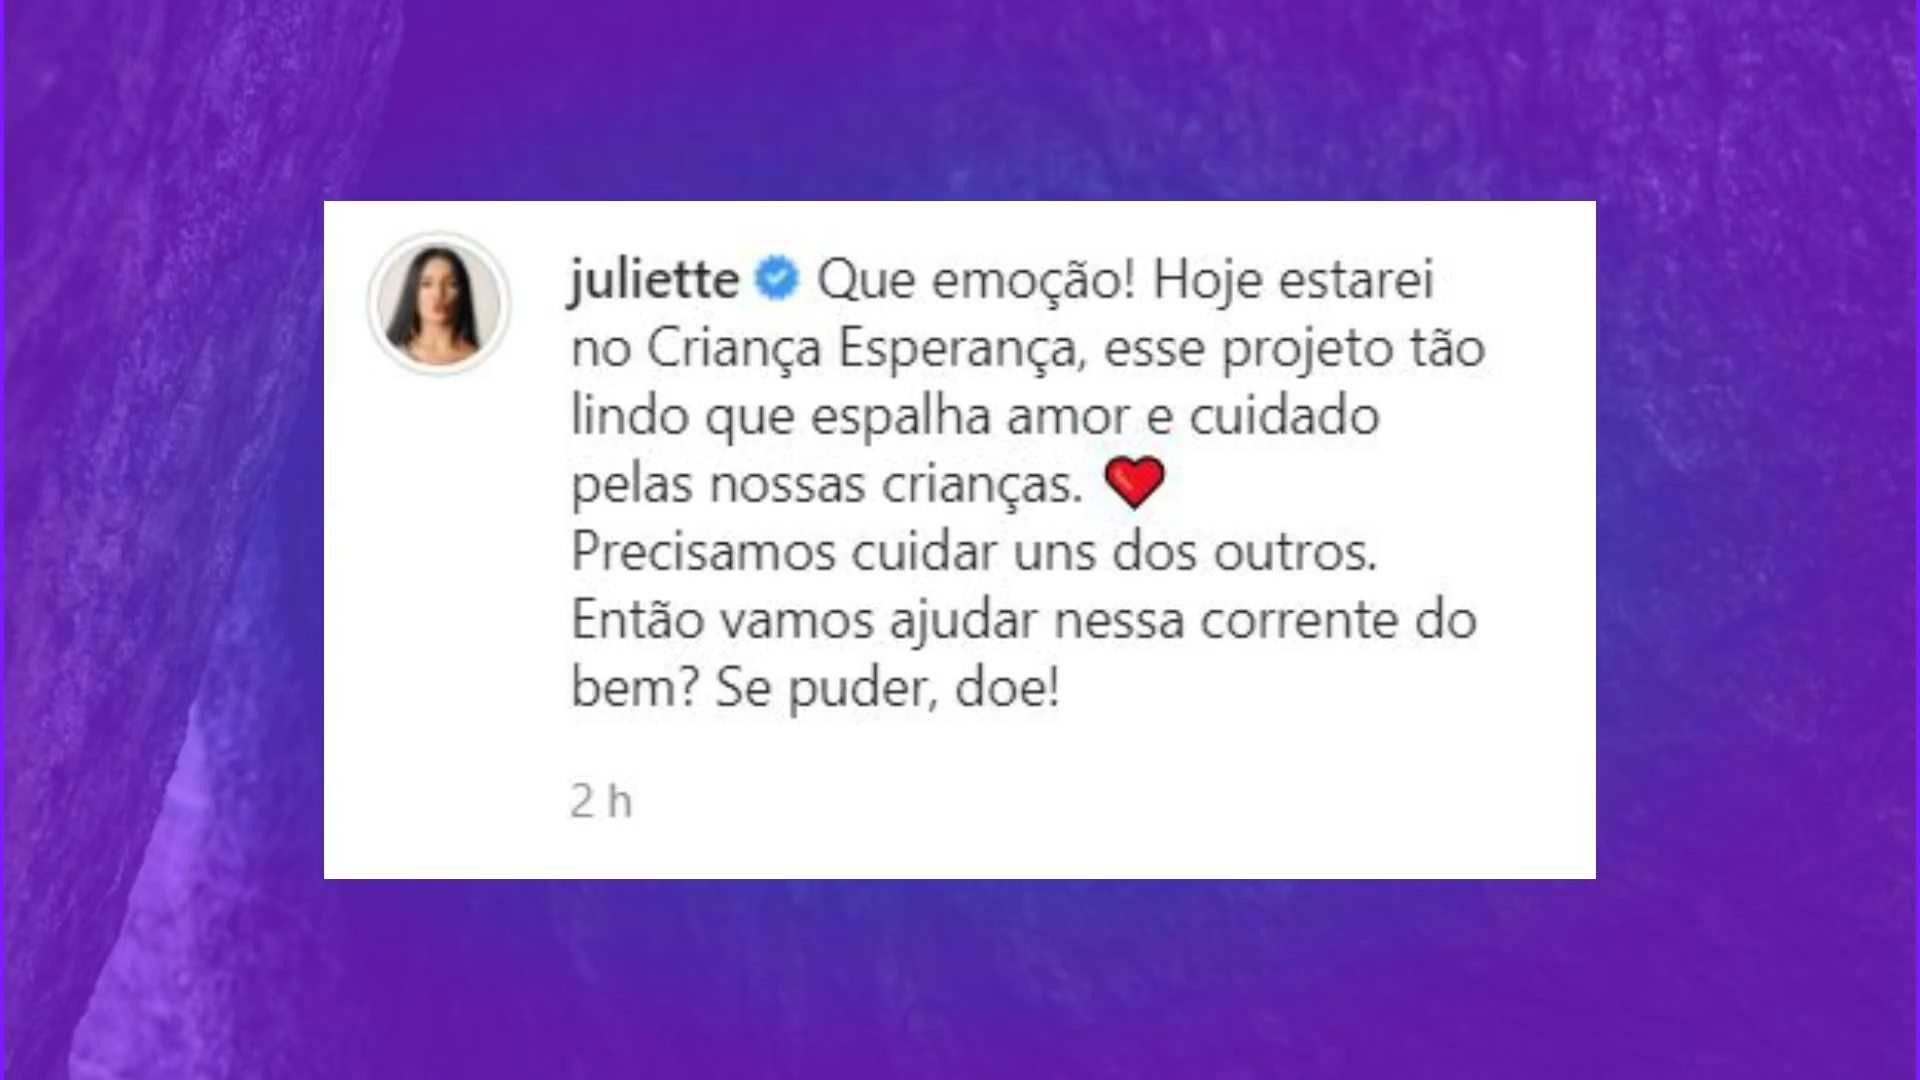 juliette Que emoção! Hoje estarei
no Criança Esperança, esse projeto tão
lindo que espalha amor e cuidado
pelas nossas crianças. ❤️
Precisamos cuidar uns dos outros.
Então vamos ajudar nessa corrente do
bem? Se puder, doe!
2 h